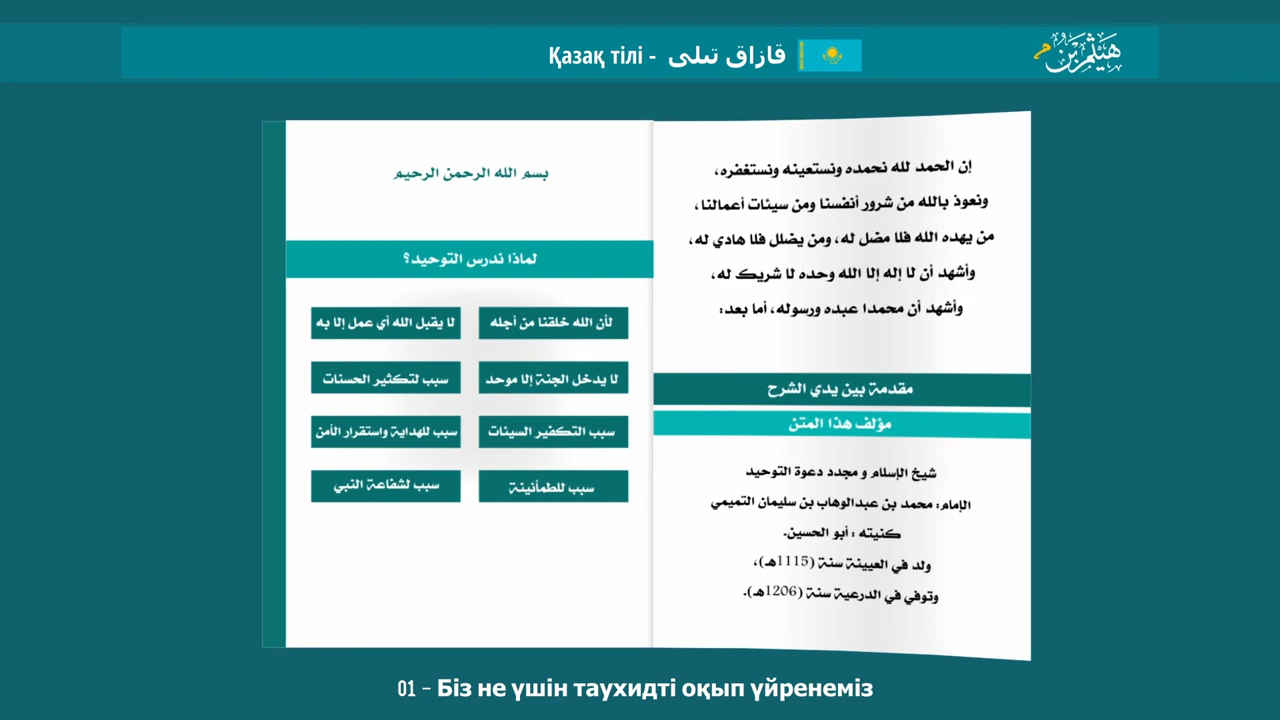 Қазақ тілі - قازاق تىلى
هيثم بن
إن الحمد لله نحمده ونستعينه ونستغفره،
ونعوذ بالله من شرور أنفسنا ومن سيئات أعمالنا،
من يهده الله فلا مضل له، ومن يضلل فلا هادي له،
وأشهد أن لا إله إلا الله وحده لا شريك له،
وأشهد أن محمدا عبده ورسوله، أما بعد:
مقدمة بين يدي الشرح
مؤلف هذا المتن
شيخ الإسلام و مجدد دعوة التوحيد
الإمام: محمد بن عبدالوهاب بن سليمان التميمي
كنيته : أبو الحسين.
ولد في العيينة سنة (1115هـ)،
وتوفي في الدرعية سنة (1206هـ).
بسم الله الرحمن الرحيم
لماذا ندرس التوحيد؟
لأن الله خلقنا من أجله
لا يقبل الله أي عمل إلا به
لا يدخل الجنة إلا موحد
سبب لتكثير الحسنات
سبب التكفير السيئات
سبب للهداية واستقرار الأمن
سبب للطمأنينة
سبب لشفاعة النبي
01 – Біз не үшін таухидті оқып үйренеміз